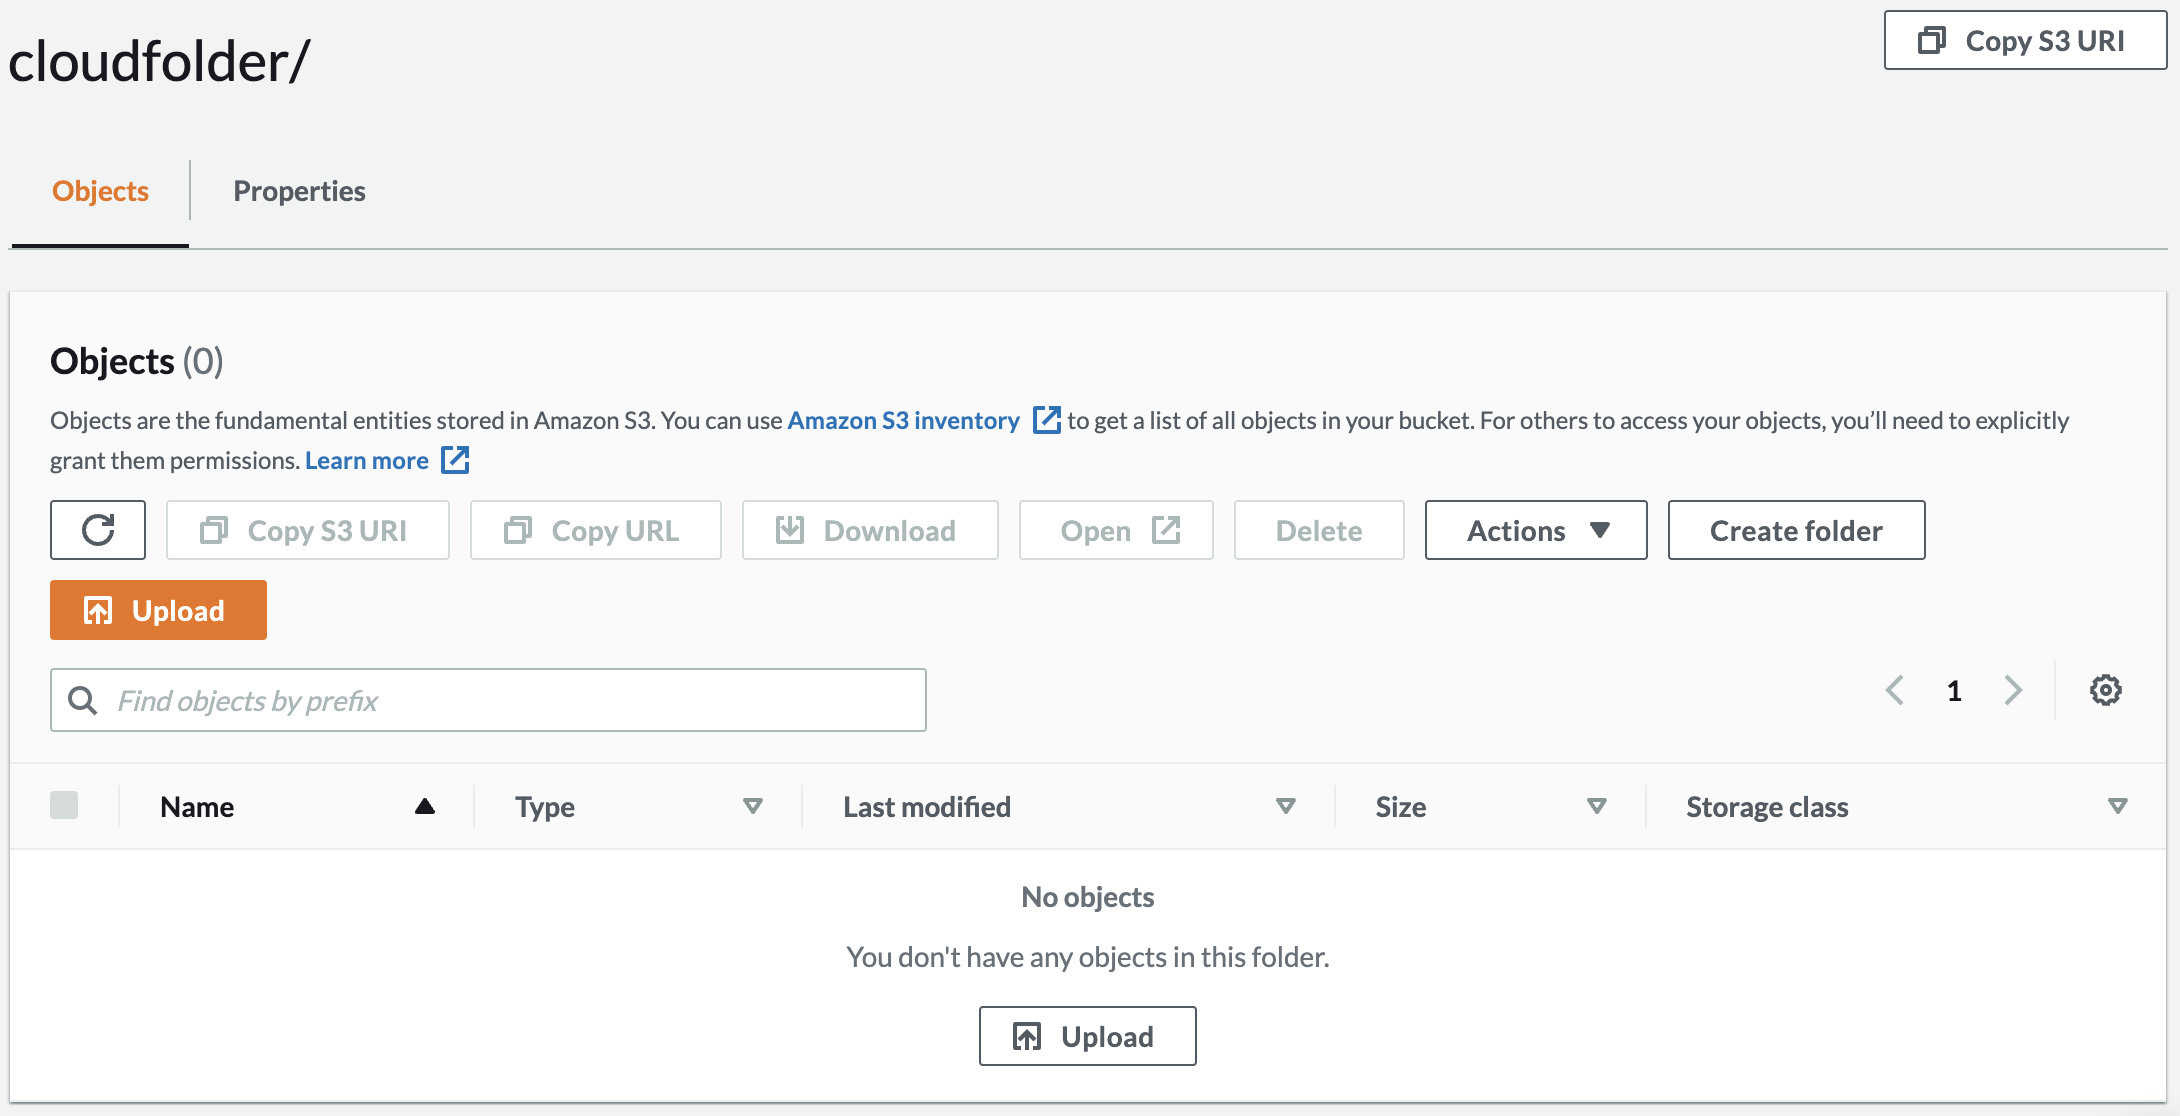 cloudfolder/
Copy S3 URI
Objects
Properties
Objects (0)
Objects are the fundamental entities stored in Amazon S3. You can use Amazon S3 inventory to get a list of all objects in your bucket. For others to access your objects, you’ll need to explicitly
grant them permissions. Learn more
Copy S3 URI Copy URL Download Open Delete Actions Create folder
Upload
Find objects by prefix
1
Name Type Last modified Size Storage class
No objects
You don't have any objects in this folder.
Upload